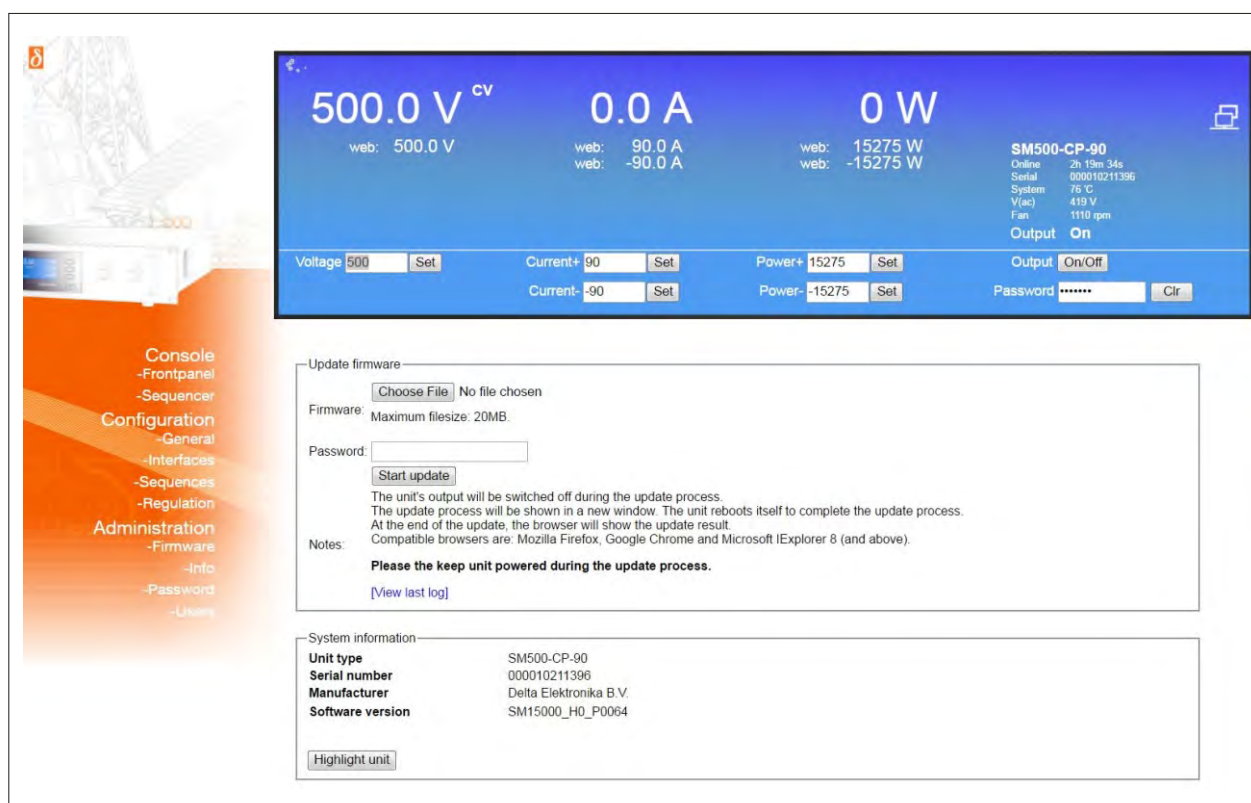 δ
500.0 V CV 0.0 A 0 W
web: 500.0 V web: 90.0 A web: 15275 W
web: -90.0 A web: -15275 W
SM500-CP-90
Online 2h 19m 34s
Serial 000010211396
System 76 °C
V(ac) 419 V
Fan 1110 rpm
Output On
Voltage 500 Set Current+ 90 Set Power+ 15275 Set Output On/Off
Current- -90 Set Power- -15275 Set Password ••••••• Clr
Console
-Frontpanel
-Sequencer
Configuration
-General
-Interfaces
-Sequences
-Regulation
Administration
-Firmware
-Info
-Password
-Users
Update firmware
Choose File No file chosen
Firmware: Maximum filesize: 20MB.
Password:
Start update
The unit's output will be switched off during the update process.
The update process will be shown in a new window. The unit reboots itself to complete the update process.
At the end of the update, the browser will show the update result.
Notes: Compatible browsers are: Mozilla Firefox, Google Chrome and Microsoft IExplorer 8 (and above).
Please the keep unit powered during the update process.
[View last log]
System information
Unit type SM500-CP-90
Serial number 000010211396
Manufacturer Delta Elektronika B.V.
Software version SM15000_H0_P0064
Highlight unit